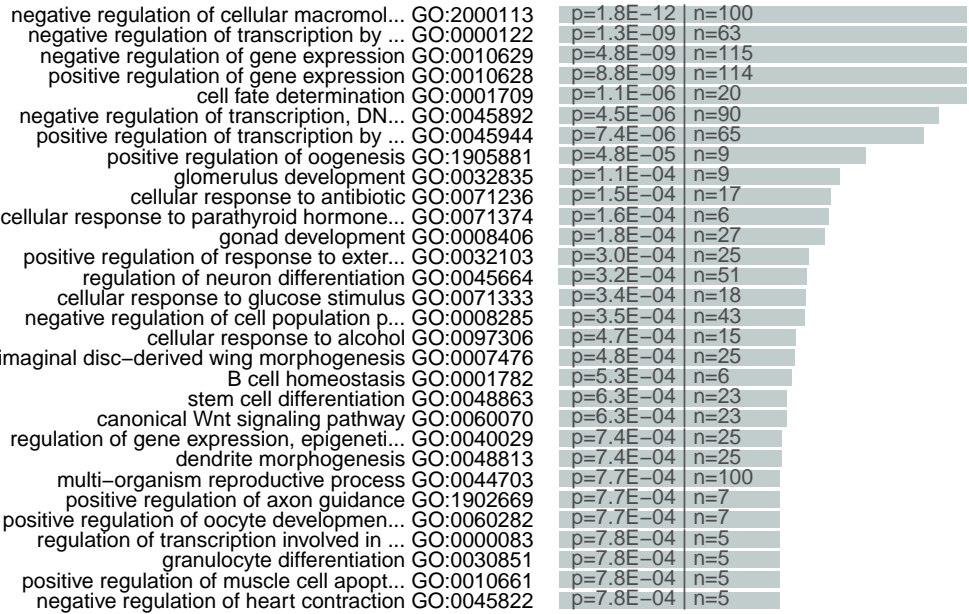 negative regulation of cellular macromol... GO:2000113 p=1.8E−12 n=100
negative regulation of transcription by ... GO:0000122 p=1.3E−09 n=63
negative regulation of gene expression GO:0010629 p=4.8E−09 n=115
positive regulation of gene expression GO:0010628 p=8.8E−09 n=114
cell fate determination GO:0001709 p=1.1E−06 n=20
negative regulation of transcription, DN... GO:0045892 p=4.5E−06 n=90
positive regulation of transcription by ... GO:0045944 p=7.4E−06 n=65
positive regulation of oogenesis GO:1905881 p=4.8E−05 n=9
glomerulus development GO:0032835 p=1.1E−04 n=9
cellular response to antibiotic GO:0071236 p=1.5E−04 n=17
cellular response to parathyroid hormone... GO:0071374 p=1.6E−04 n=6
gonad development GO:0008406 p=1.8E−04 n=27
positive regulation of response to exter... GO:0032103 p=3.0E−04 n=25
regulation of neuron differentiation GO:0045664 p=3.2E−04 n=51
cellular response to glucose stimulus GO:0071333 p=3.4E−04 n=18
negative regulation of cell population p... GO:0008285 p=3.5E−04 n=43
cellular response to alcohol GO:0097306 p=4.7E−04 n=15
imaginal disc−derived wing morphogenesis GO:0007476 p=4.8E−04 n=25
B cell homeostasis GO:0001782 p=5.3E−04 n=6
stem cell differentiation GO:0048863 p=6.3E−04 n=23
canonical Wnt signaling pathway GO:0060070 p=6.3E−04 n=23
regulation of gene expression, epigeneti... GO:0040029 p=7.4E−04 n=25
dendrite morphogenesis GO:0048813 p=7.4E−04 n=25
multi−organism reproductive process GO:0044703 p=7.7E−04 n=100
positive regulation of axon guidance GO:1902669 p=7.7E−04 n=7
positive regulation of oocyte developmen... GO:0060282 p=7.7E−04 n=7
regulation of transcription involved in ... GO:0000083 p=7.8E−04 n=5
granulocyte differentiation GO:0030851 p=7.8E−04 n=5
positive regulation of muscle cell apopt... GO:0010661 p=7.8E−04 n=5
negative regulation of heart contraction GO:0045822 p=7.8E−04 n=5